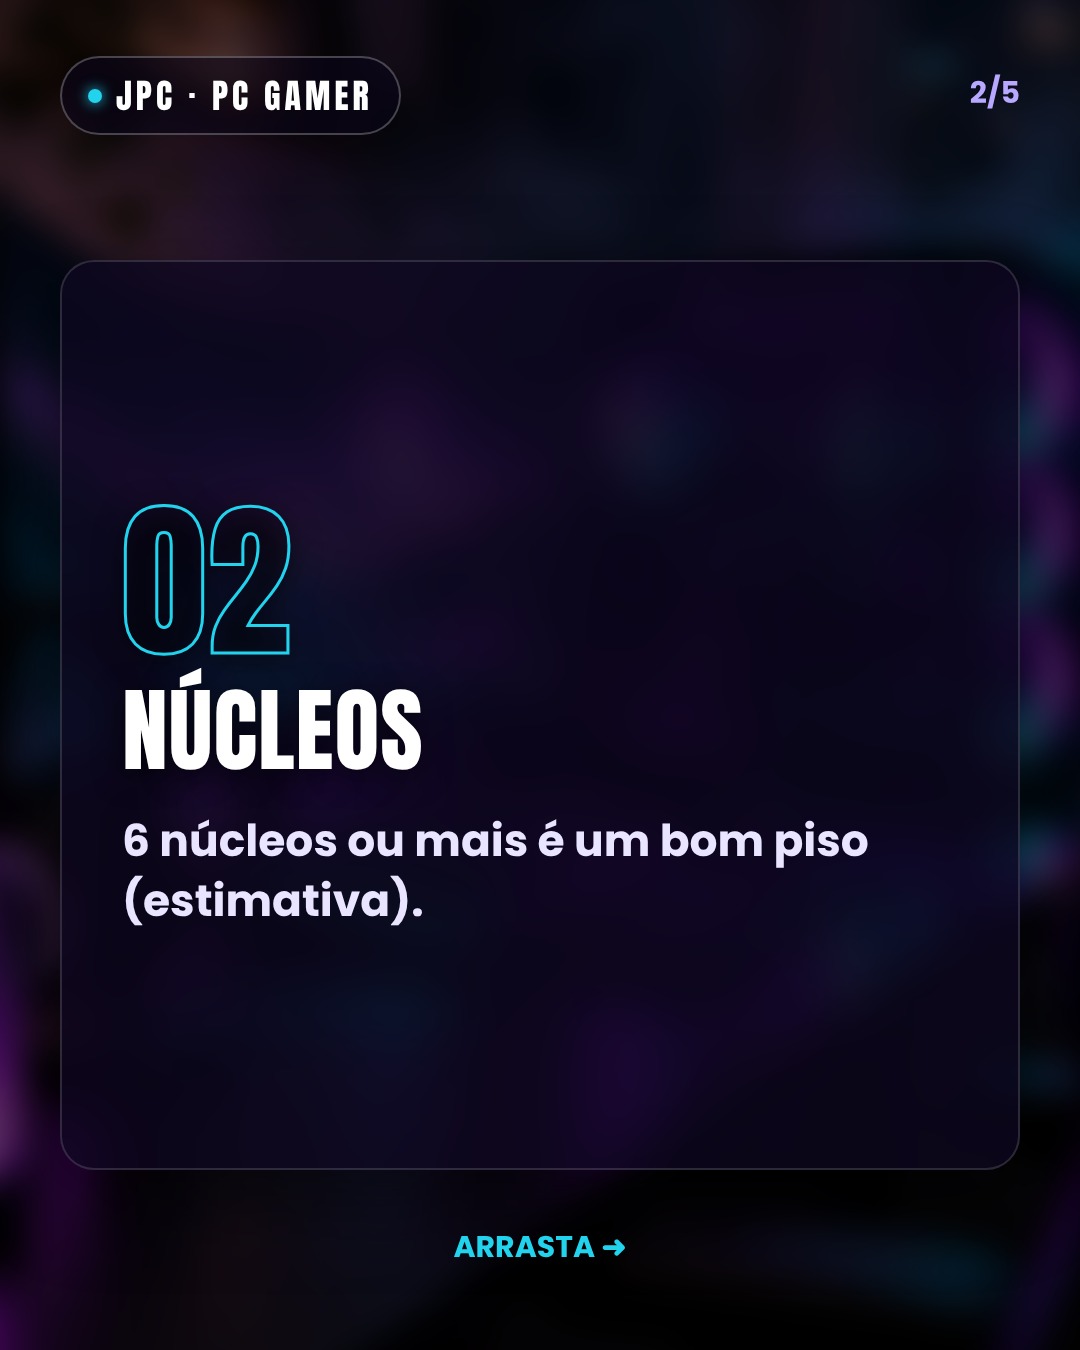 JPC · PC GAMER
2/5
02
NÚCLEOS
6 núcleos ou mais é um bom piso
(estimativa).
ARRASTA ➜